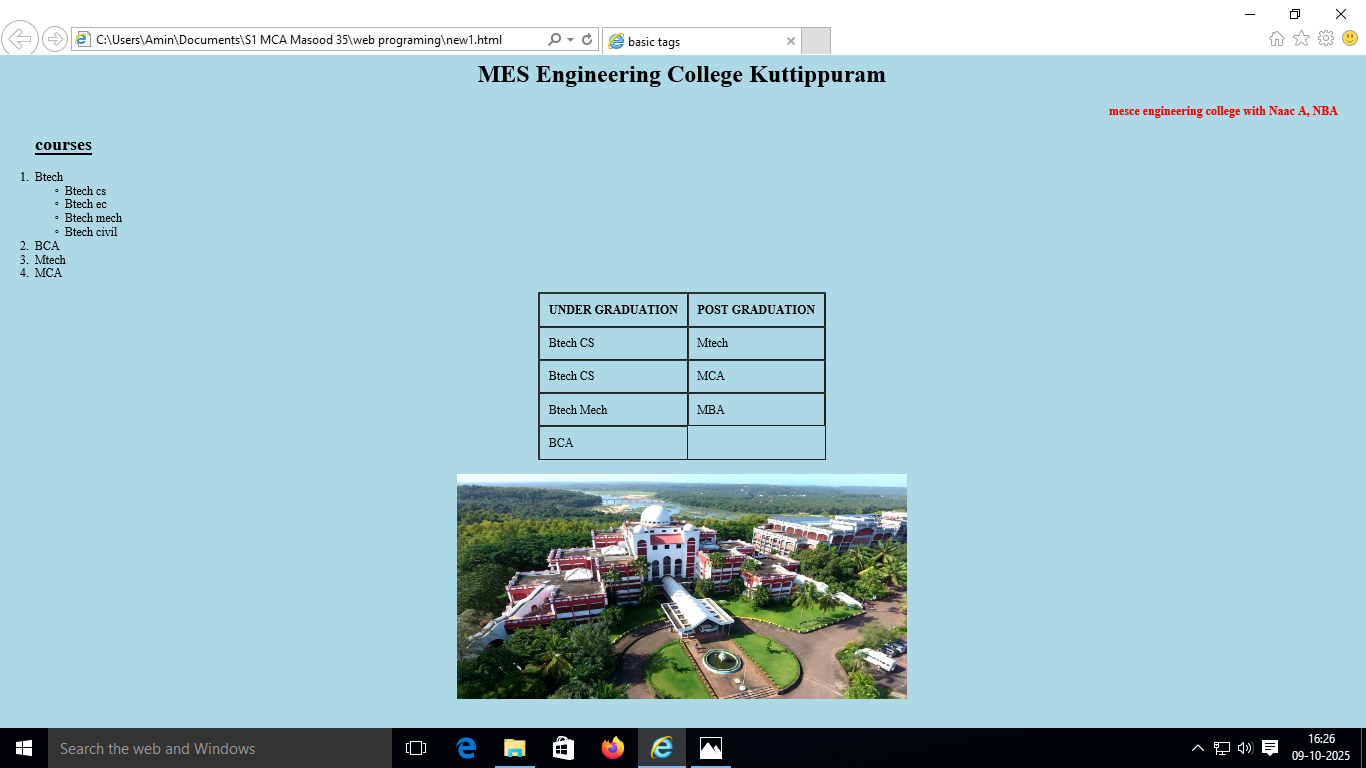 C:\Users\Amin\Documents\S1 MCA Masood 35\web programing\new1.html
basic tags
MES Engineering College Kuttippuram
mesce engineering college with Naac A, NBA
courses
1. Btech
Btech cs
Btech ec
Btech mech
Btech civil
2. BCA
3. Mtech
4. MCA
UNDER GRADUATION POST GRADUATION
Btech CS Mtech
Btech CS MCA
Btech Mech MBA
BCA
Search the web and Windows
16:26
09-10-2025